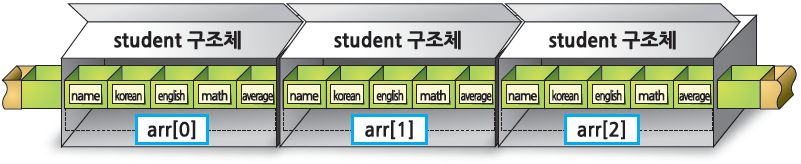 student 구조체 student 구조체 student 구조체
name korean english math average name korean english math average name korean english math average
arr[0] arr[1] arr[2]